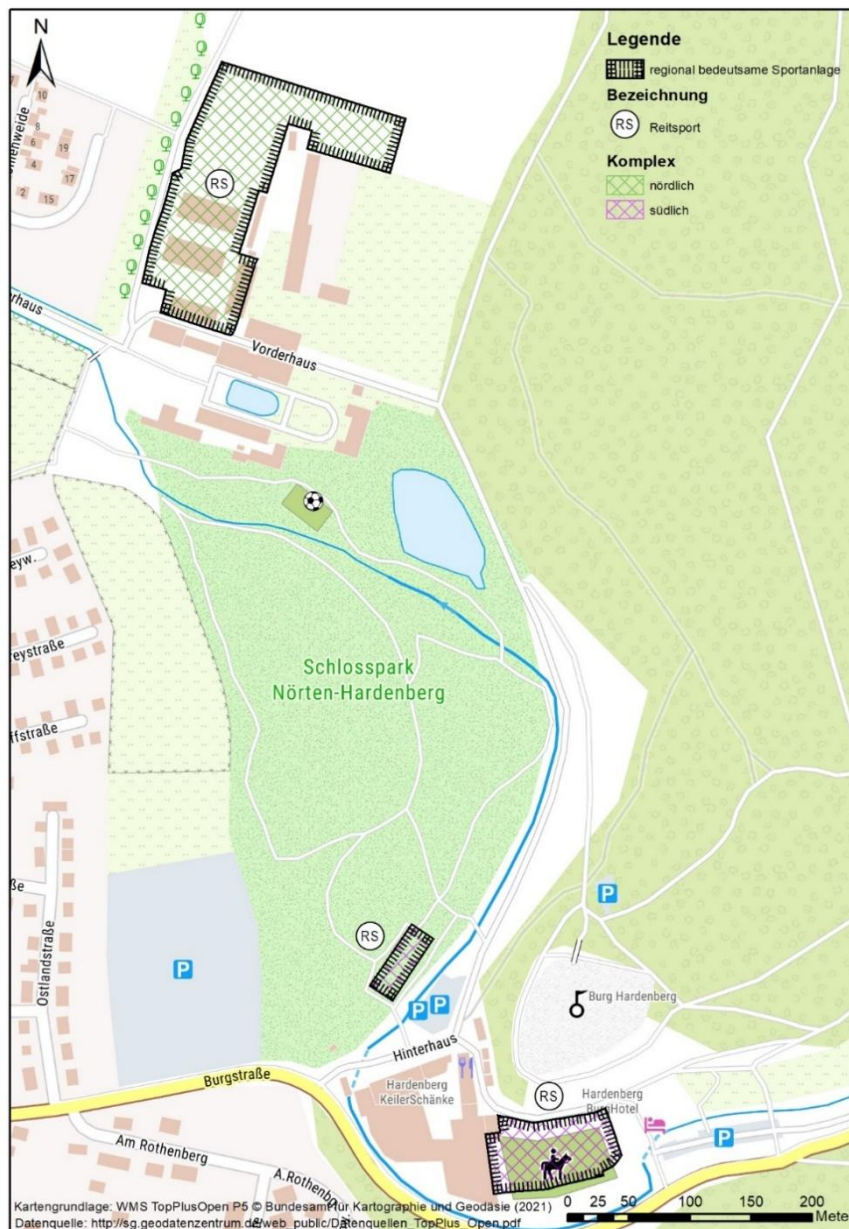 N
Legende
regional bedeutsame Sportanlage
Bezeichnung
RS Reitsport
Komplex
nördlich
südlich
10
8
6
19
4
17
2
15
RS
Vorderhaus
Schlosspark
Nörten-Hardenberg
Ostlandstraße
P
RS
P
P P
Burg Hardenberg
Hinterhaus
Burgstraße
Hardenberg
KeilerSchänke
RS
Hardenberg
BurgHotel
P
Am Rothenberg
A.Rothenb
Kartengrundlage: WMS TopPlusOpen P5 © Bundesamt für Kartographie und Geodäsie (2021)
Datenquelle: http://sg.geodatenzentrum.de/web_public/Datenquellen_TopPlus_Open.pdf
0 25 50 100 150 200
Mete